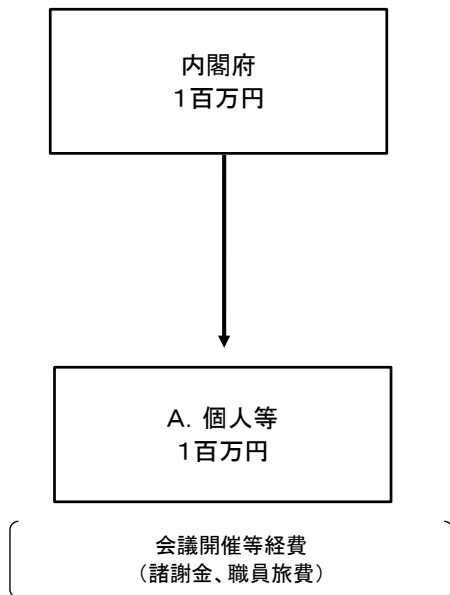 内閣府
１百万円
Ａ．個人等
１百万円
会議開催等経費
（諸謝金、職員旅費）